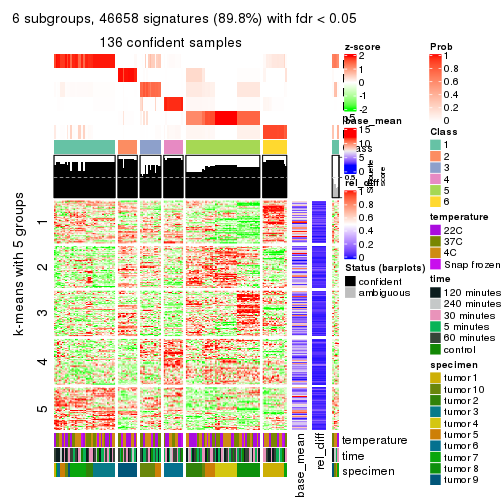 6 subgroups, 46658 signatures (89.8%) with fdr < 0.05
136 confident samples
k-means with 5 groups
1
2
3
4
5
z-score
2
1
0
-1
-2
base_mean
15
10
5
0
rel_diff
1
0.8
0.6
0.4
0.2
0
Status (barplots)
confident
ambiguous
Silhouette
score
Prob
1
0.8
0.6
0.4
0.2
0
Class
1
2
3
4
5
6
temperature
22C
37C
4C
Snap frozen
time
120 minutes
240 minutes
30 minutes
5 minutes
60 minutes
control
specimen
tumor 1
tumor 10
tumor 2
tumor 3
tumor 4
tumor 5
tumor 6
tumor 7
tumor 8
tumor 9
temperature
time
specimen
base_mean
rel_diff